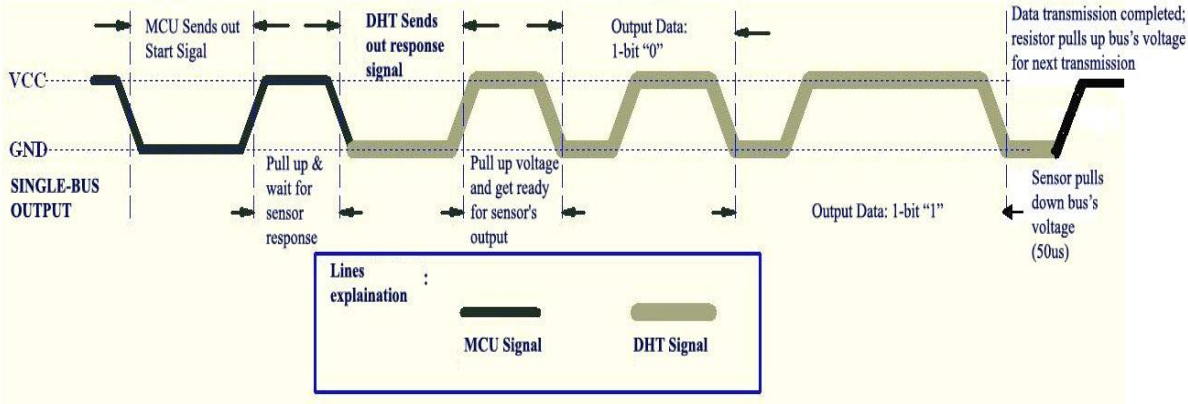 MCU Sends out
Start Sigal
DHT Sends
out response
signal
Output Data:
1-bit “0”
Data transmission completed;
resistor pulls up bus’s voltage
for next transmission
VCC
GND
SINGLE-BUS
OUTPUT
Pull up &
wait for
sensor
response
Pull up voltage
and get ready
for sensor's
output
Output Data: 1-bit “1”
Sensor pulls
down bus’s
voltage
(50us)
Lines
explaination :
MCU Signal
DHT Signal